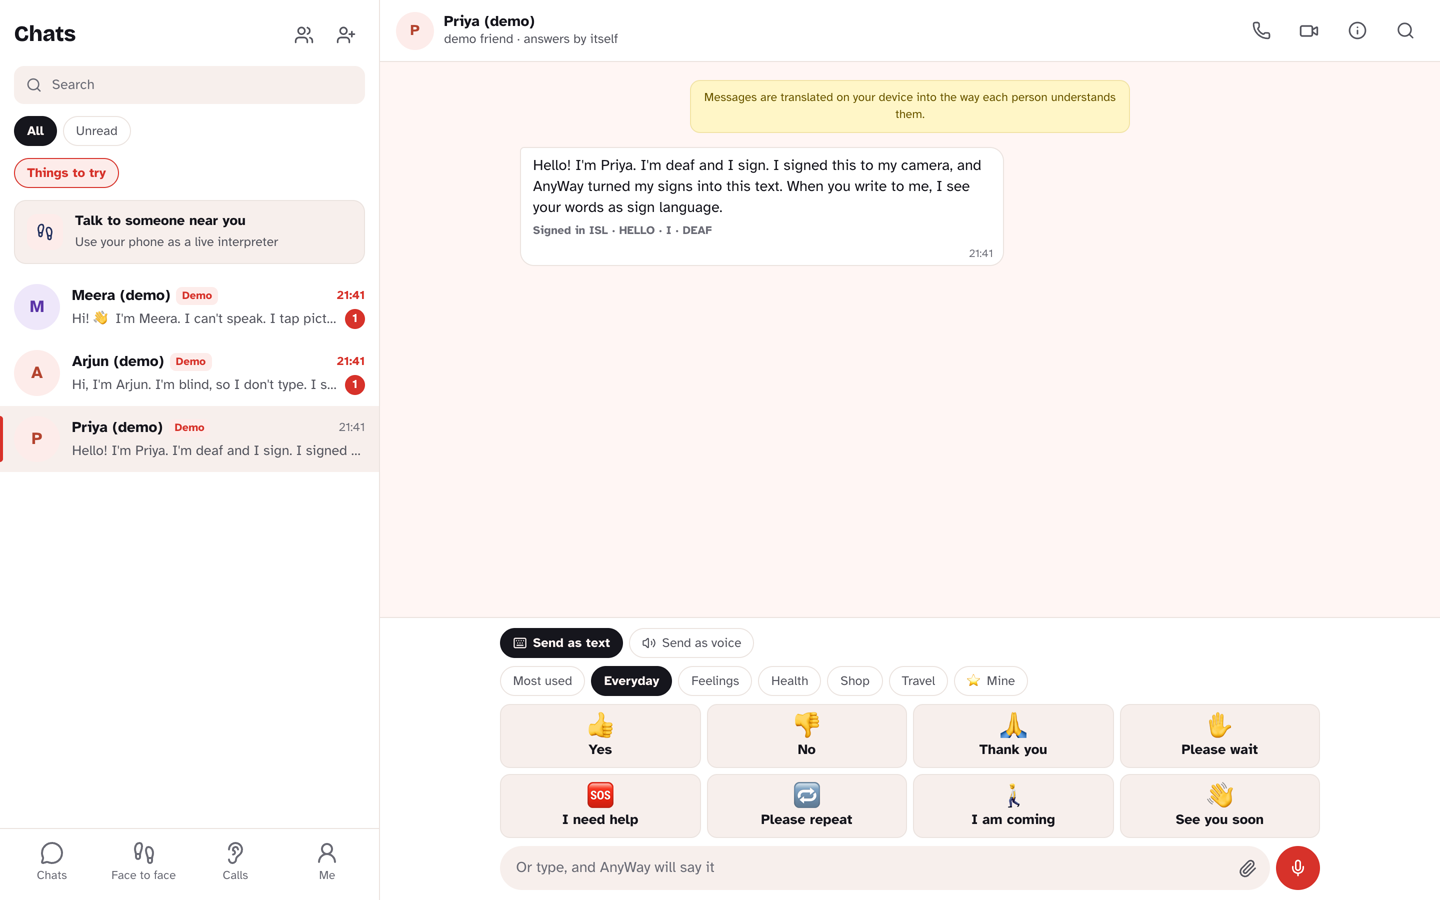 Chats
Search
All
Unread
Things to try
Talk to someone near you
Use your phone as a live interpreter
M
Meera (demo) Demo 21:41
Hi! 👋 I'm Meera. I can't speak. I tap pict... 1
A
Arjun (demo) Demo 21:41
Hi, I'm Arjun. I'm blind, so I don't type. I s... 1
P
Priya (demo) Demo 21:41
Hello! I'm Priya. I'm deaf and I sign. I signed ...
Chats
Face to face
Calls
Me
P
Priya (demo)
demo friend · answers by itself
Messages are translated on your device into the way each person understands
them.
Hello! I'm Priya. I'm deaf and I sign. I signed this to my camera, and
AnyWay turned my signs into this text. When you write to me, I see
your words as sign language.
Signed in ISL · HELLO · I · DEAF
21:41
Send as text
Send as voice
Most used
Everyday
Feelings
Health
Shop
Travel
⭐ Mine
Yes
No
Thank you
Please wait
SOS
I need help
Please repeat
I am coming
See you soon
Or type, and AnyWay will say it